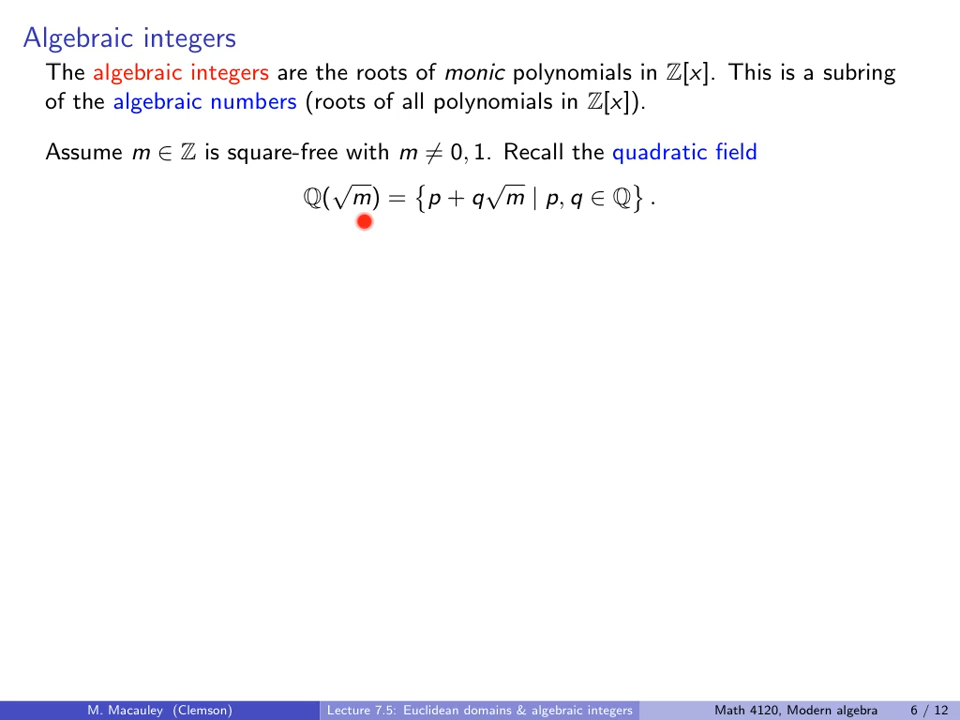 Algebraic integers
The algebraic integers are the roots of monic polynomials in ℤ[x]. This is a subring
of the algebraic numbers (roots of all polynomials in ℤ[x]).
Assume m ∈ ℤ is square-free with m ≠ 0, 1. Recall the quadratic field
ℚ(√m) = {p + q√m | p, q ∈ ℚ} .
M. Macauley (Clemson) Lecture 7.5: Euclidean domains & algebraic integers Math 4120, Modern algebra 6 / 12